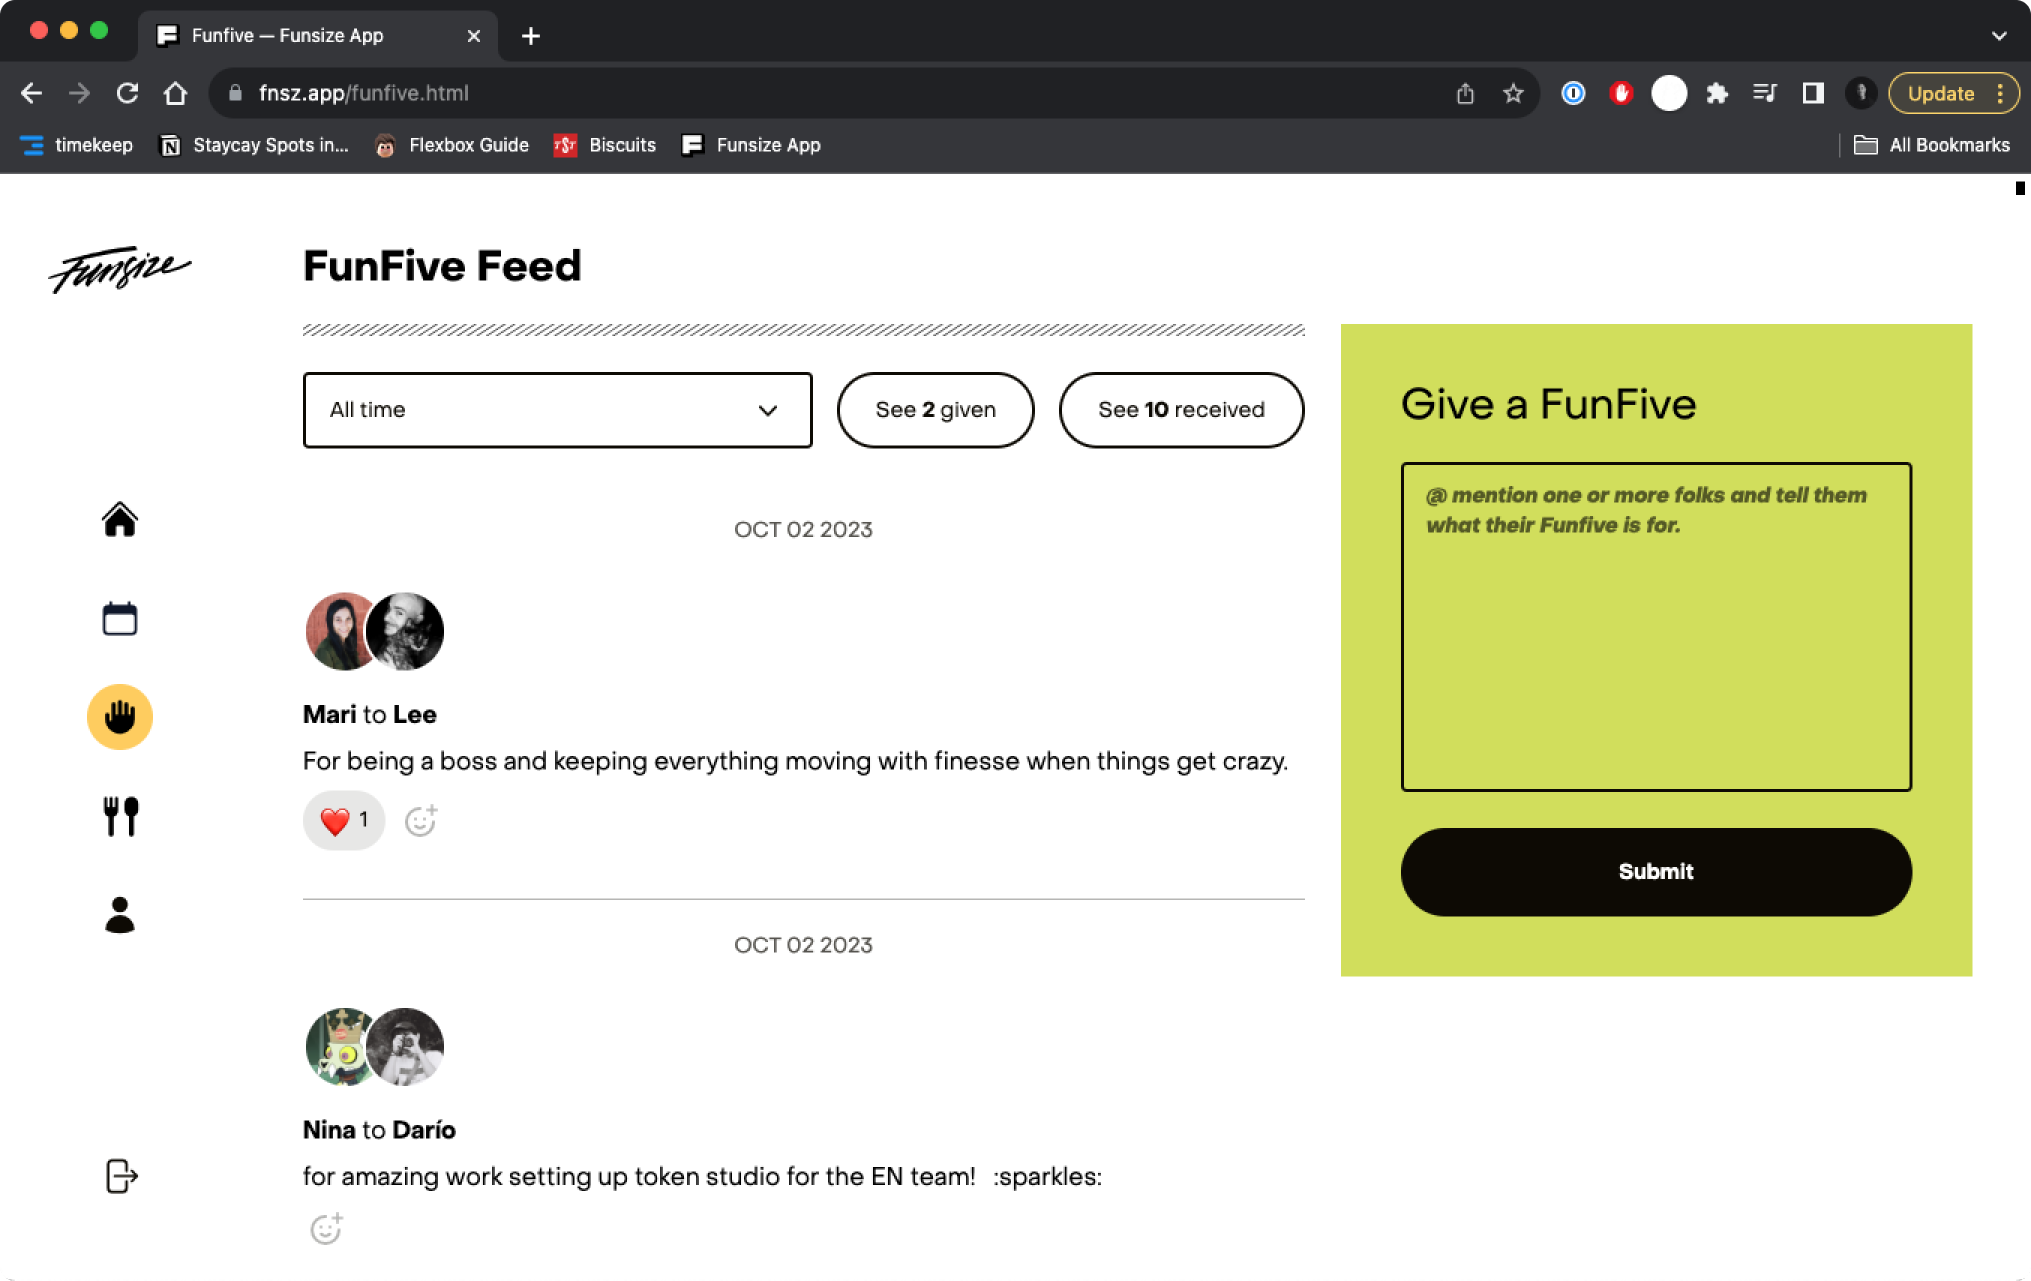 Funfive — Funsize App
fnsz.app/funfive.html
Update
timekeep
Staycay Spots in...
Flexbox Guide
TST
Biscuits
Funsize App
All Bookmarks
Funsize
FunFive Feed
All time
See 2 given
See 10 received
OCT 02 2023
Mari to Lee
For being a boss and keeping everything moving with finesse when things get crazy.
❤️ 1
OCT 02 2023
Nina to Darío
for amazing work setting up token studio for the EN team! :sparkles:
Give a FunFive
@ mention one or more folks and tell them
what their Funfive is for.
Submit